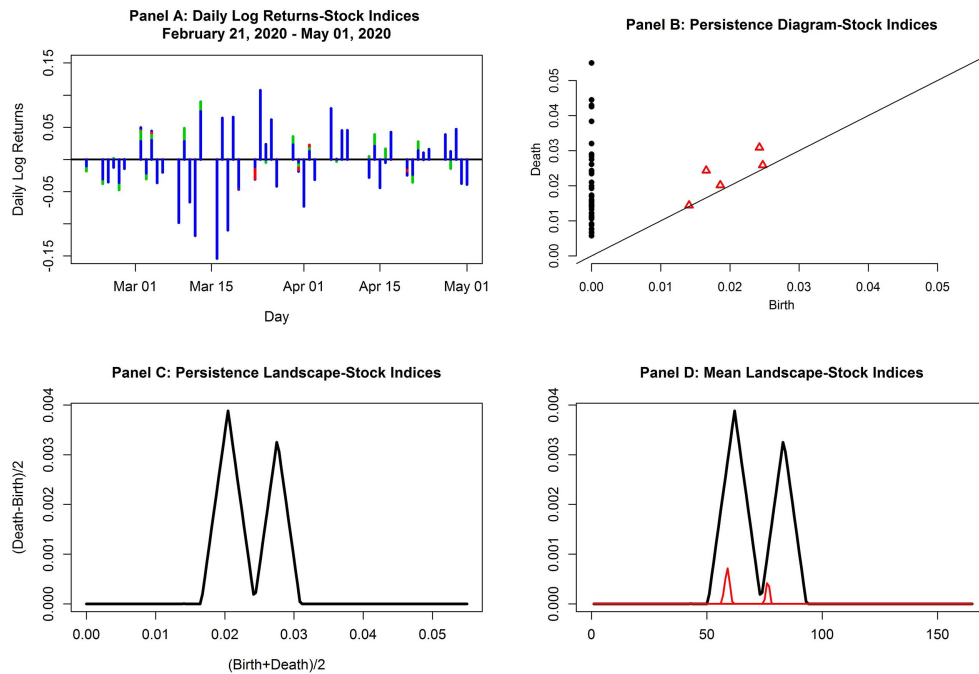 Panel A: Daily Log Returns-Stock Indices
February 21, 2020 - May 01, 2020
Daily Log Returns
0.15
0.05
-0.05
-0.15
Mar 01
Mar 15
Apr 01
Apr 15
May 01
Day
Panel B: Persistence Diagram-Stock Indices
Death
0.05
0.04
0.03
0.02
0.01
0.00
0.00
0.01
0.02
0.03
0.04
0.05
Birth
Panel C: Persistence Landscape-Stock Indices
(Death-Birth)/2
0.004
0.003
0.002
0.001
0.000
0.00
0.01
0.02
0.03
0.04
0.05
(Birth+Death)/2
Panel D: Mean Landscape-Stock Indices
0.004
0.003
0.002
0.001
0.000
0
50
100
150